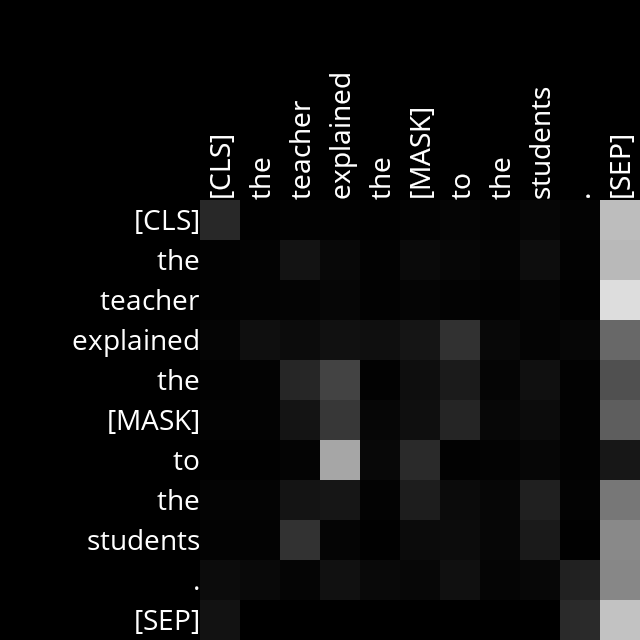 [CLS]
the
teacher
explained
the
[MASK]
to
the
students
.
[SEP]
[CLS]
the
teacher
explained
the
[MASK]
to
the
students
.
[SEP]